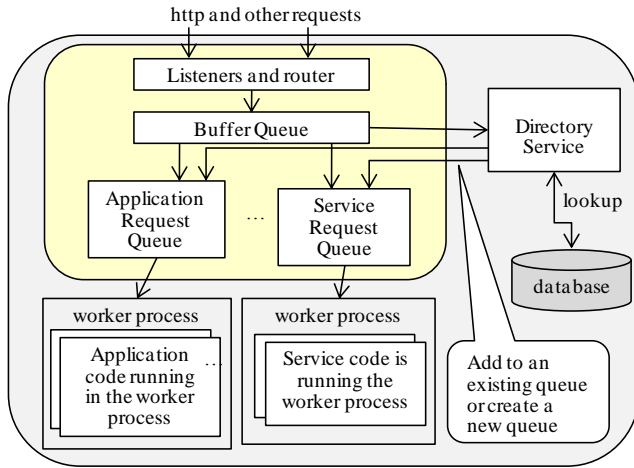 http and other requests
Listeners and router
Buffer Queue
Directory
Service
Application
Request
Queue
...
Service
Request
Queue
lookup
database
worker process
Application
code running
in the worker
process
...
worker process
Service code is
running the
worker process
Add to an
existing queue
or create a
new queue